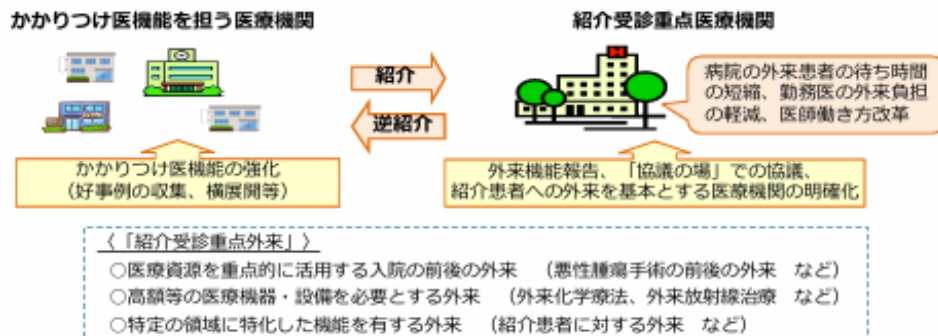 かかりつけ医機能を担う医療機関
紹介受診重点医療機関
紹介
逆紹介
病院の外来患者の待ち時間
の短縮、勤務医の外来負担
の軽減、医師働き方改革
かかりつけ医機能の強化
（好事例の収集、横展開等）
外来機能報告、「協議の場」での協議、
紹介患者への外来を基本とする医療機関の明確化
〈「紹介受診重点外来」〉
○医療資源を重点的に活用する入院の前後の外来　（悪性腫瘍手術の前後の外来　など）
○高額等の医療機器・設備を必要とする外来　（外来化学療法、外来放射線治療　など）
○特定の領域に特化した機能を有する外来　（紹介患者に対する外来　など）